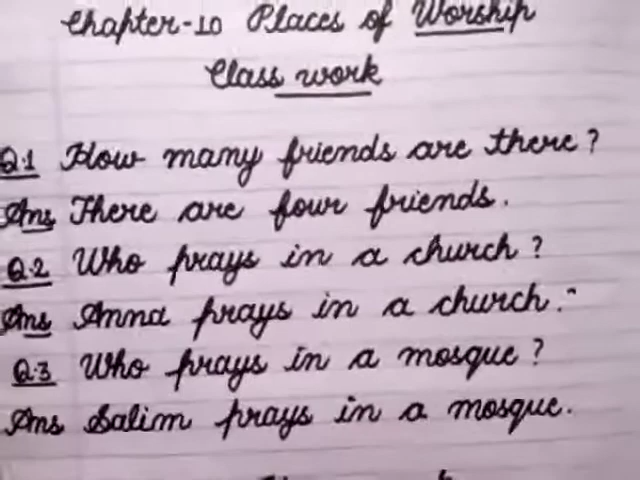 Chapter-10 Places of Worship
Class work
Q.1 How many friends are there?
Ans There are four friends.
Q.2 Who prays in a church?
Ans Anna prays in a church.
Q.3 Who prays in a mosque?
Ans Salim prays in a mosque.